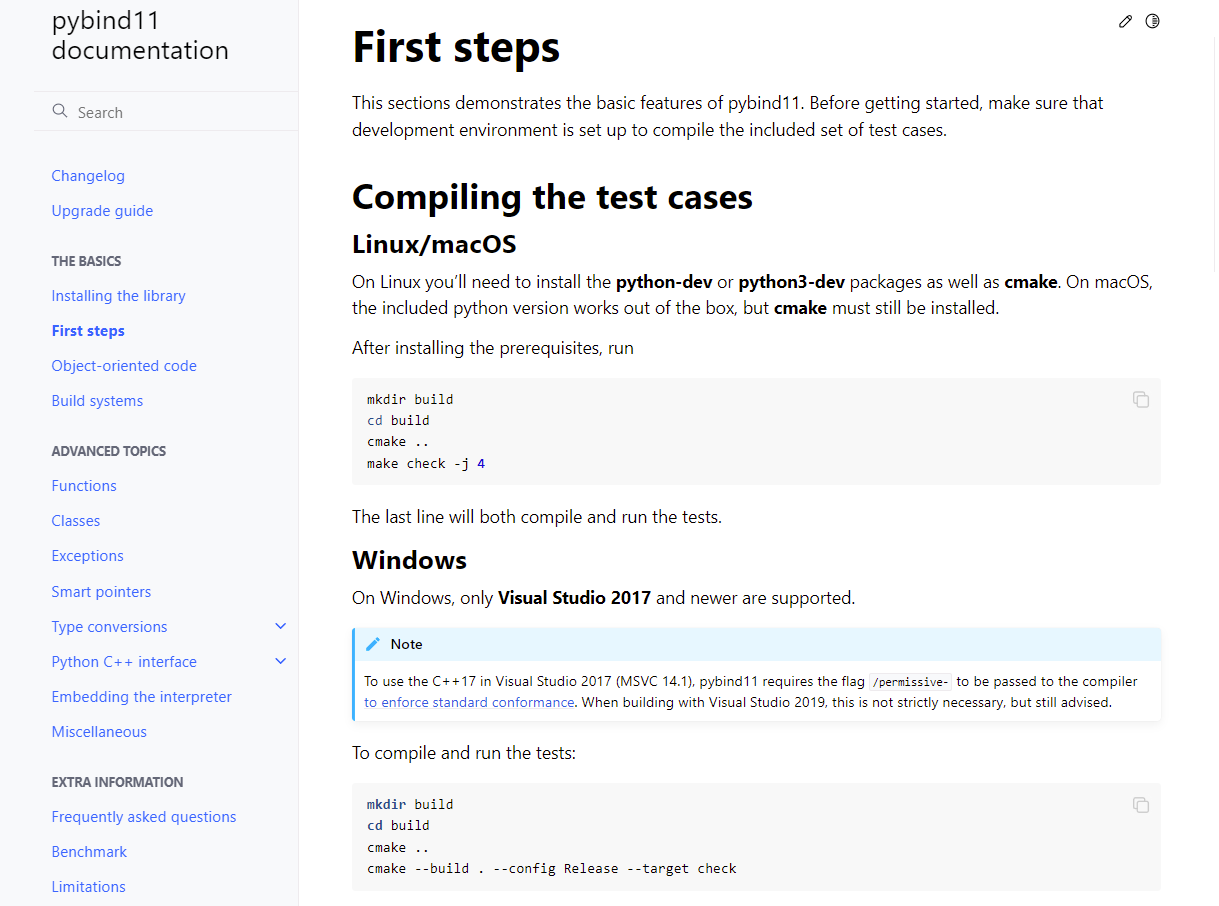 pybind11
documentation
Search
Changelog
Upgrade guide
THE BASICS
Installing the library
First steps
Object-oriented code
Build systems
ADVANCED TOPICS
Functions
Classes
Exceptions
Smart pointers
Type conversions
Python C++ interface
Embedding the interpreter
Miscellaneous
EXTRA INFORMATION
Frequently asked questions
Benchmark
Limitations
First steps
This sections demonstrates the basic features of pybind11. Before getting started, make sure that
development environment is set up to compile the included set of test cases.
Compiling the test cases
Linux/macOS
On Linux you’ll need to install the python-dev or python3-dev packages as well as cmake. On macOS,
the included python version works out of the box, but cmake must still be installed.
After installing the prerequisites, run
mkdir build
cd build
cmake ..
make check -j 4
The last line will both compile and run the tests.
Windows
On Windows, only Visual Studio 2017 and newer are supported.
Note
To use the C++17 in Visual Studio 2017 (MSVC 14.1), pybind11 requires the flag /permissive- to be passed to the compiler
to enforce standard conformance. When building with Visual Studio 2019, this is not strictly necessary, but still advised.
To compile and run the tests:
mkdir build
cd build
cmake ..
cmake --build . --config Release --target check